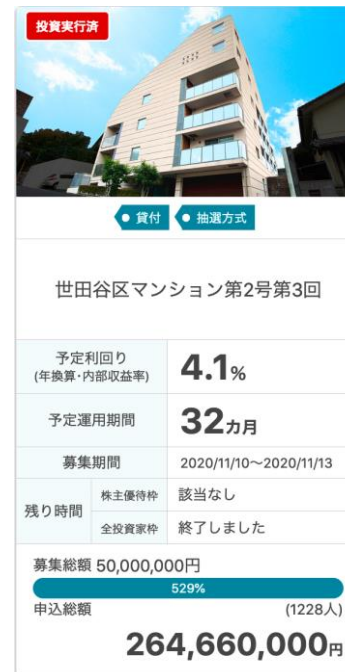 投資実行済
貸付 抽選方式
世田谷区マンション第2号第3回
予定利回り
(年換算・内部収益率)
4.1%
予定運用期間
32カ月
募集期間
2020/11/10～2020/11/13
残り時間
株主優待枠
該当なし
全投資家枠
終了しました
募集総額 50,000,000円
529%
申込総額
(1228人)
264,660,000円